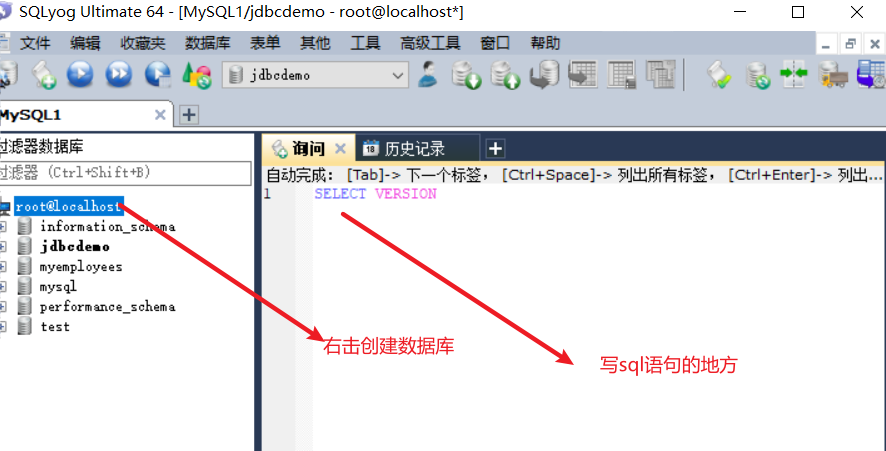 SQLyog Ultimate 64 - [MySQL1/jdbcdemo - root@localhost*]
文件 编辑 收藏夹 数据库 表单 其他 工具 高级工具 窗口 帮助
jdbcdemo
MySQL1
过滤器数据库
过滤器 (Ctrl+Shift+B)
root@localhost
information_schema
jdbcdemo
myemployees
mysql
performance_schema
test
询问 18 历史记录
自动完成: [Tab]-> 下一个标签, [Ctrl+Space]-> 列出所有标签, [Ctrl+Enter]-> 列出...
1 SELECT VERSION
右击创建数据库
写sql语句的地方